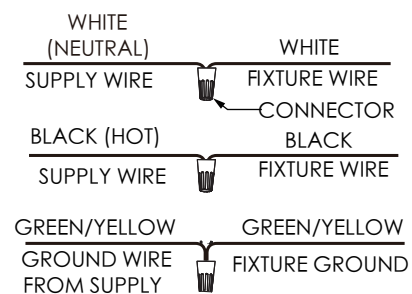 WHITE
(NEUTRAL)
WHITE
SUPPLY WIRE
FIXTURE WIRE
CONNECTOR
BLACK (HOT)
BLACK
SUPPLY WIRE
FIXTURE WIRE
GREEN/YELLOW
GREEN/YELLOW
GROUND WIRE
FROM SUPPLY
FIXTURE GROUND